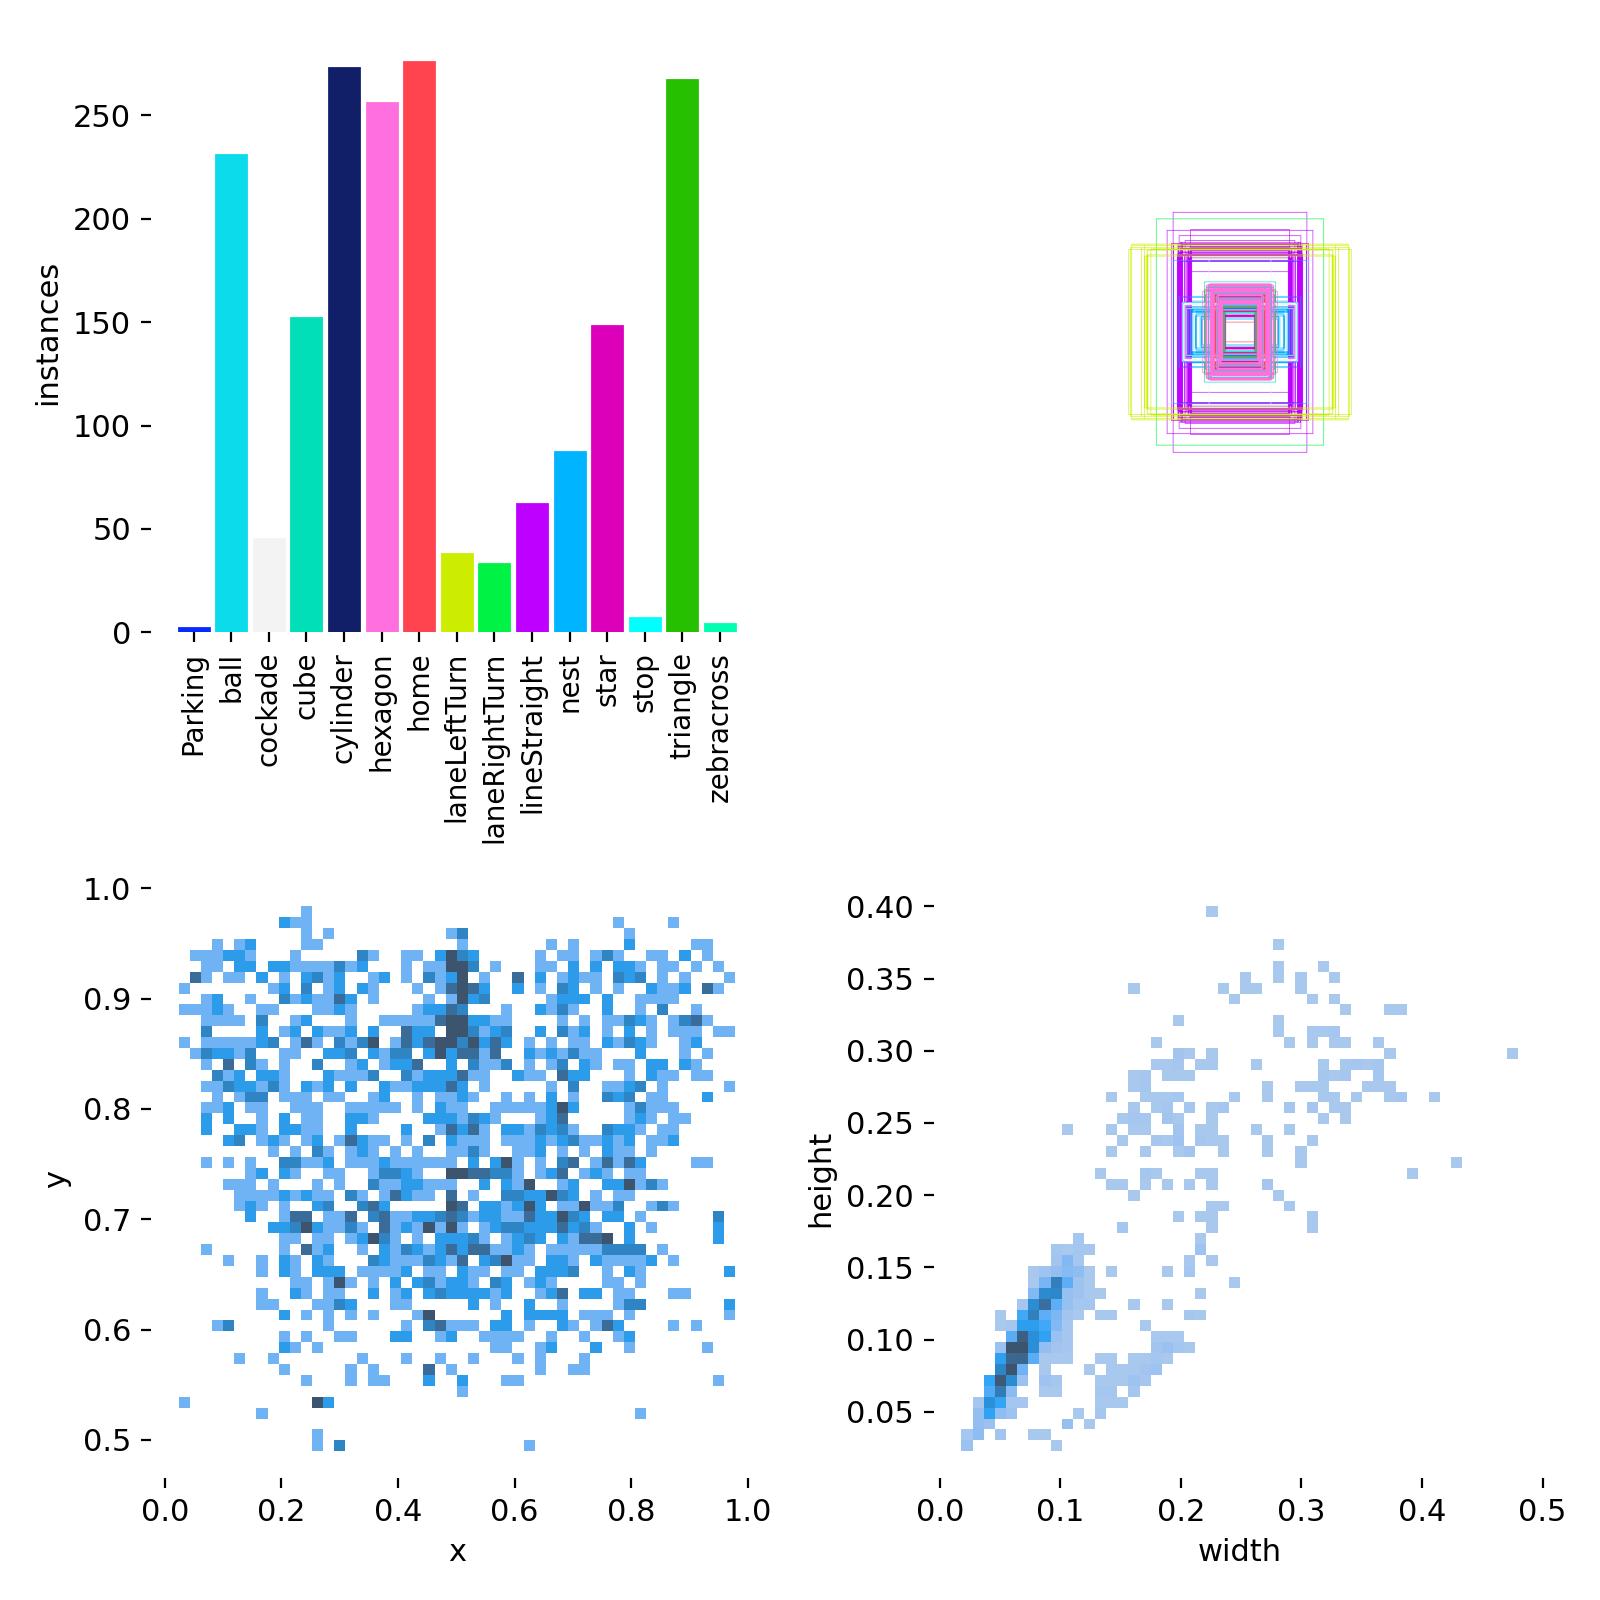 250
200
150
100
50
0
instances
Parking
ball
cockade
cube
cylinder
hexagon
home
laneLeftTurn
laneRightTurn
lineStraight
nest
star
stop
triangle
zebracross
1.0
0.9
0.8
0.7
0.6
0.5
y
0.0 0.2 0.4 0.6 0.8 1.0
x
0.40
0.35
0.30
0.25
0.20
0.15
0.10
0.05
height
0.0 0.1 0.2 0.3 0.4 0.5
width